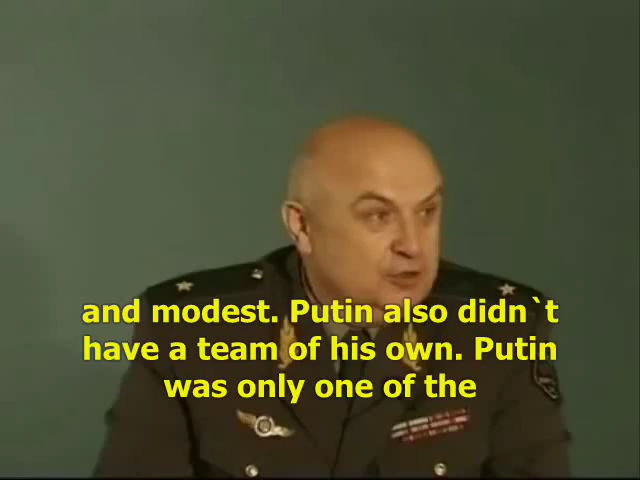 and modest. Putin also didn`t
have a team of his own. Putin
was only one of the